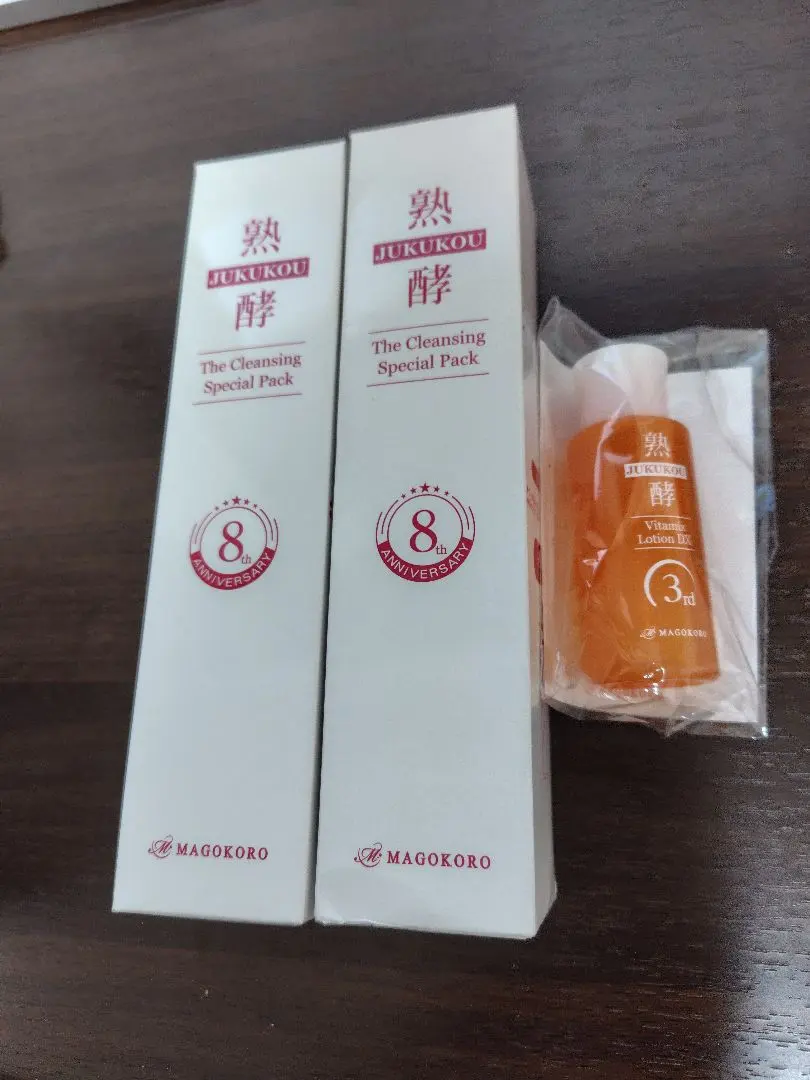 熟
JUKUKOU
酵
The Cleansing
Special Pack
8th
ANNIVERSARY
MAGOKORO
熟
JUKUKOU
酵
The Cleansing
Special Pack
8th
ANNIVERSARY
MAGOKORO
熟
JUKUKOU
酵
Vitamix
Lotion DX
3rd
MAGOKORO